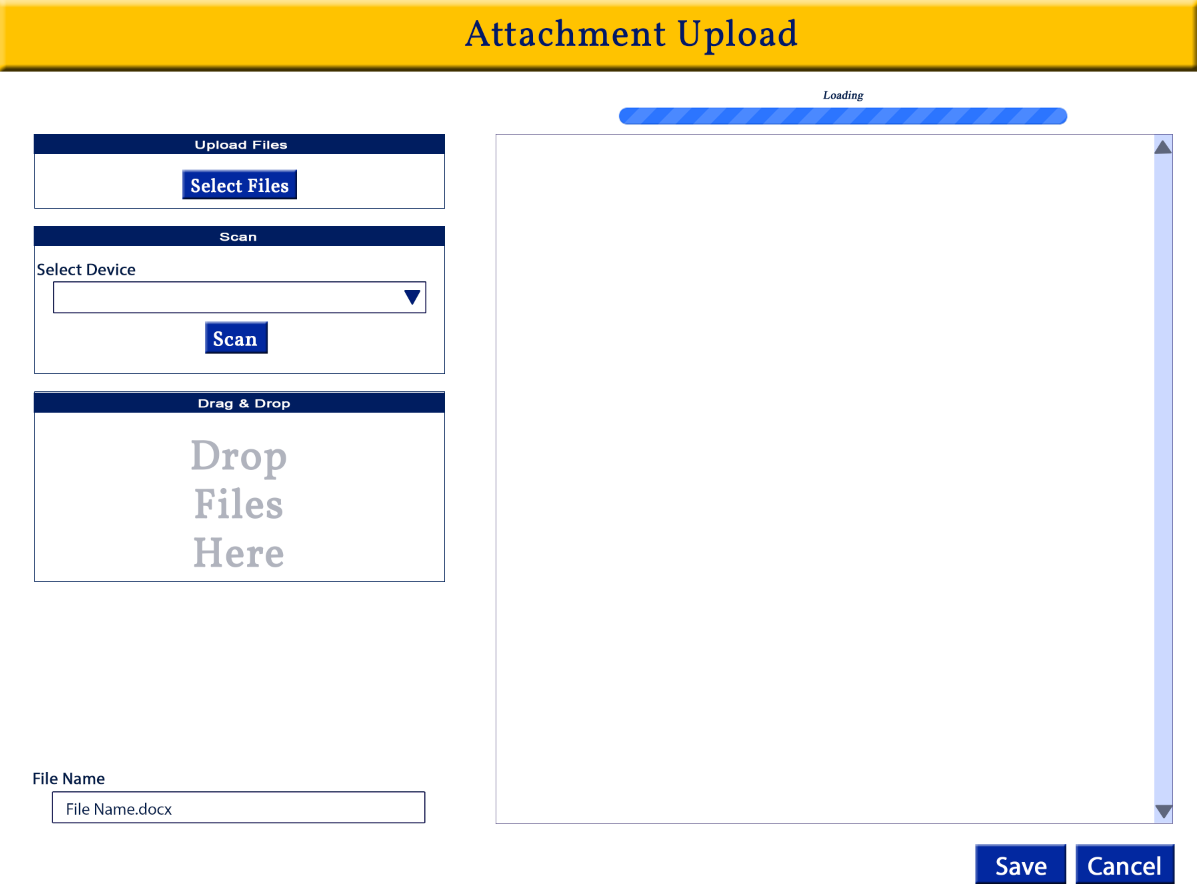 Attachment Upload
Loading
Upload Files
Select Files
Scan
Select Device
Scan
Drag & Drop
Drop
Files
Here
File Name
File Name.docx
Save
Cancel